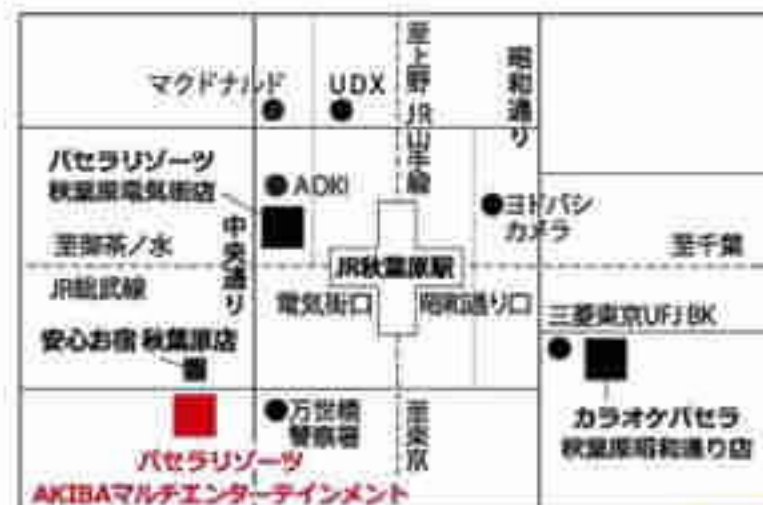 至上野
JR山手線
昭和通り
マクドナルド
UDX
パセラリゾーツ
秋葉原電気街店
AOKI
ヨドバシ
カメラ
中央通り
至御茶ノ水
JR秋葉原駅
至千葉
JR総武線
電気街口
昭和通り口
三菱東京UFJ BK
安心お宿 秋葉原店
万世橋
警察署
至東京
カラオケパセラ
秋葉原昭和通り店
パセラリゾーツ
AKIBAマルチエンターテインメント